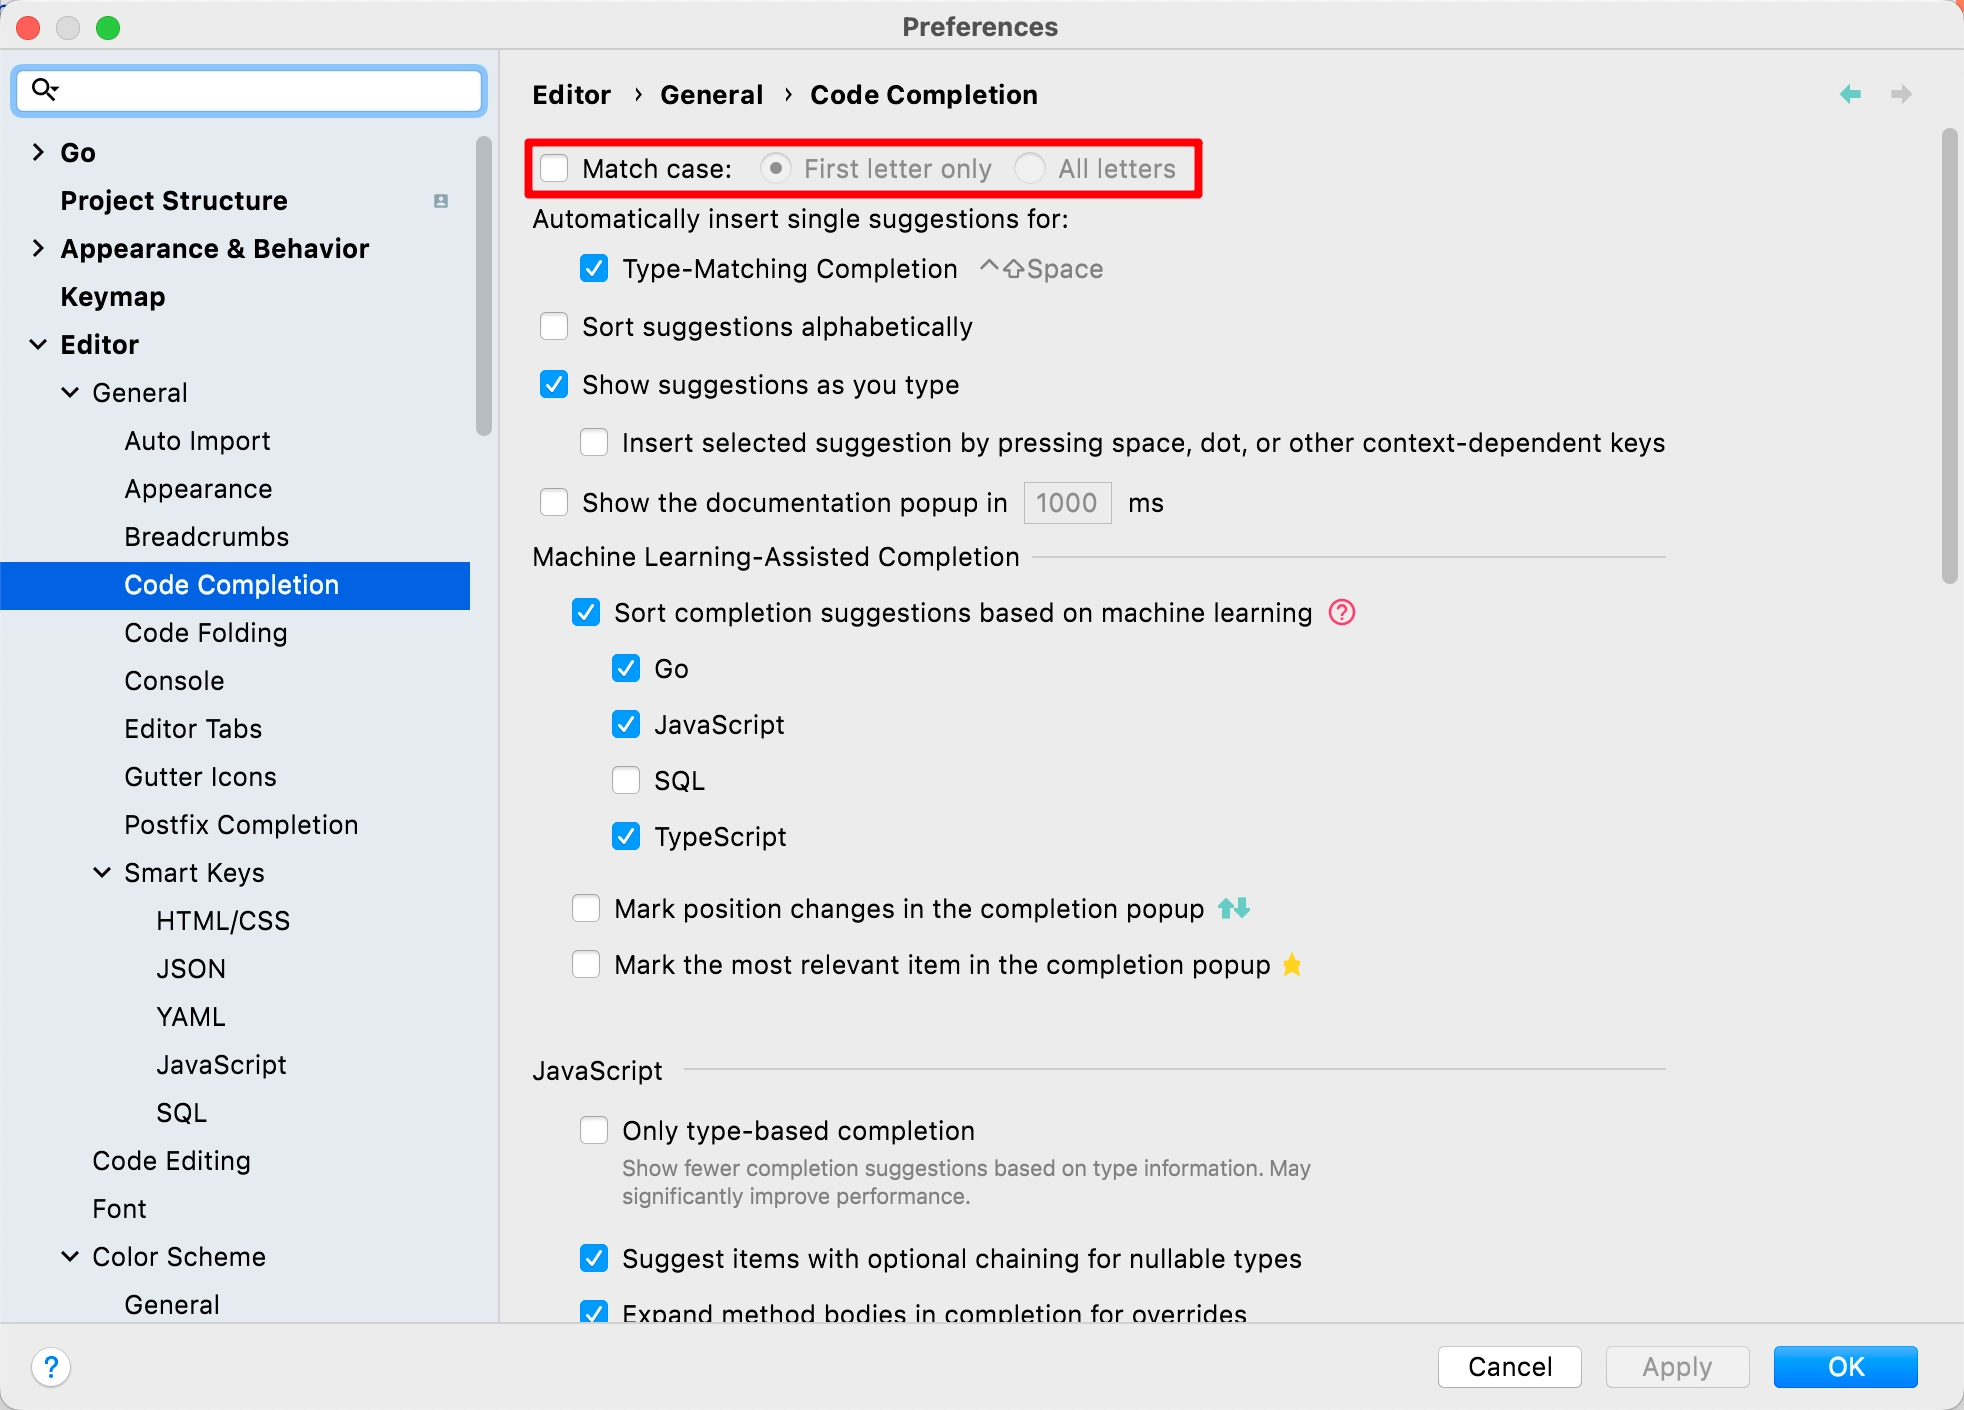 Preferences
Go
Project Structure
Appearance & Behavior
Keymap
Editor
General
Auto Import
Appearance
Breadcrumbs
Code Completion
Code Folding
Console
Editor Tabs
Gutter Icons
Postfix Completion
Smart Keys
HTML/CSS
JSON
YAML
JavaScript
SQL
Code Editing
Font
Color Scheme
General
Editor › General › Code Completion
Match case: First letter only All letters
Automatically insert single suggestions for:
Type-Matching Completion ^⇧Space
Sort suggestions alphabetically
Show suggestions as you type
Insert selected suggestion by pressing space, dot, or other context-dependent keys
Show the documentation popup in 1000 ms
Machine Learning-Assisted Completion
Sort completion suggestions based on machine learning ?
Go
JavaScript
SQL
TypeScript
Mark position changes in the completion popup
Mark the most relevant item in the completion popup
JavaScript
Only type-based completion
Show fewer completion suggestions based on type information. May
significantly improve performance.
Suggest items with optional chaining for nullable types
Expand method bodies in completion for overrides
? Cancel Apply OK